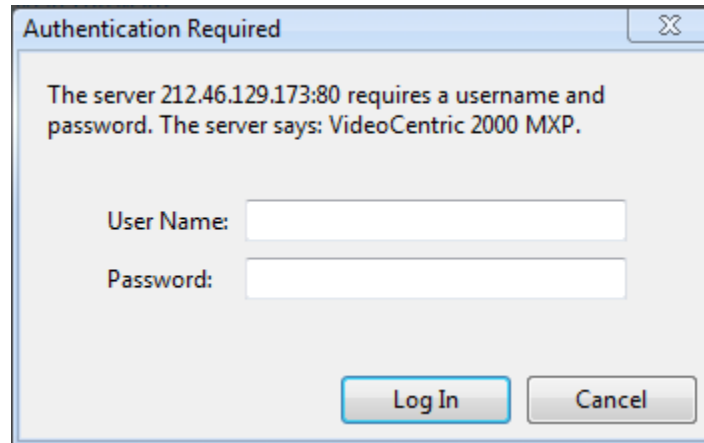 Authentication Required
The server 212.46.129.173:80 requires a username and
password. The server says: VideoCentric 2000 MXP.
User Name:
Password:
Log In
Cancel